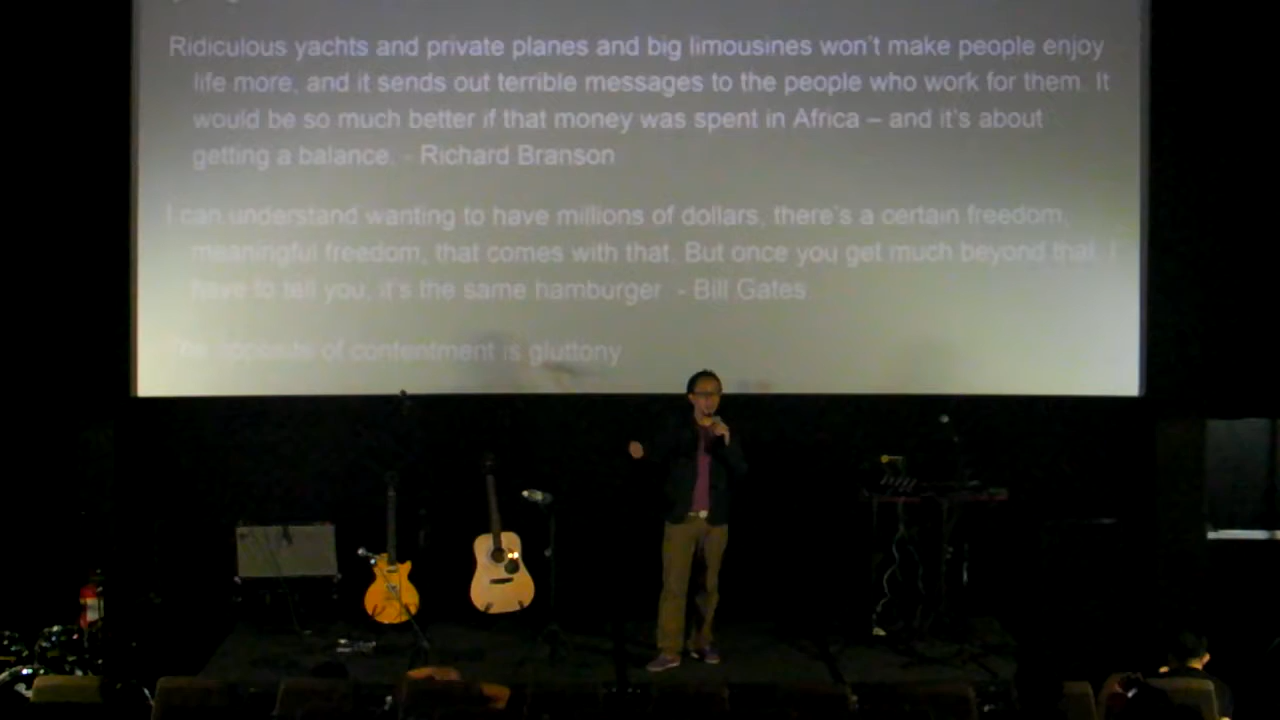 Ridiculous yachts and private planes and big limousines won't make people enjoy
life more, and it sends out terrible messages to the people who work for them. It
would be so much better if that money was spent in Africa – and it's about
getting a balance. - Richard Branson
I can understand wanting to have millions of dollars, there's a certain freedom,
meaningful freedom, that comes with that. But once you get much beyond that, I
have to tell you, it's the same hamburger. - Bill Gates
opposite of contentment is gluttony